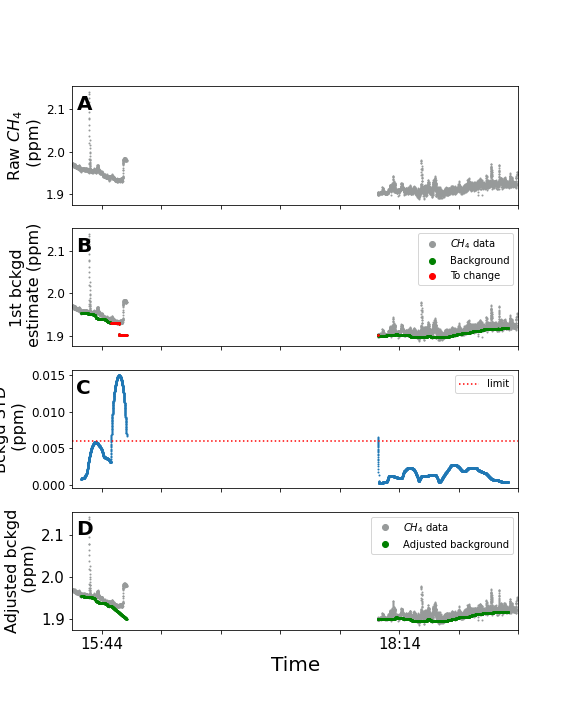 A
Raw CH₄
(ppm)
2.1
2.0
1.9
B
1st bckgd
estimate (ppm)
2.1
2.0
1.9
CH₄ data
Background
To change
C
Bckgd STD
(ppm)
0.015
0.010
0.005
0.000
limit
D
Adjusted bckgd
(ppm)
2.1
2.0
1.9
CH₄ data
Adjusted background
15:44
18:14
Time